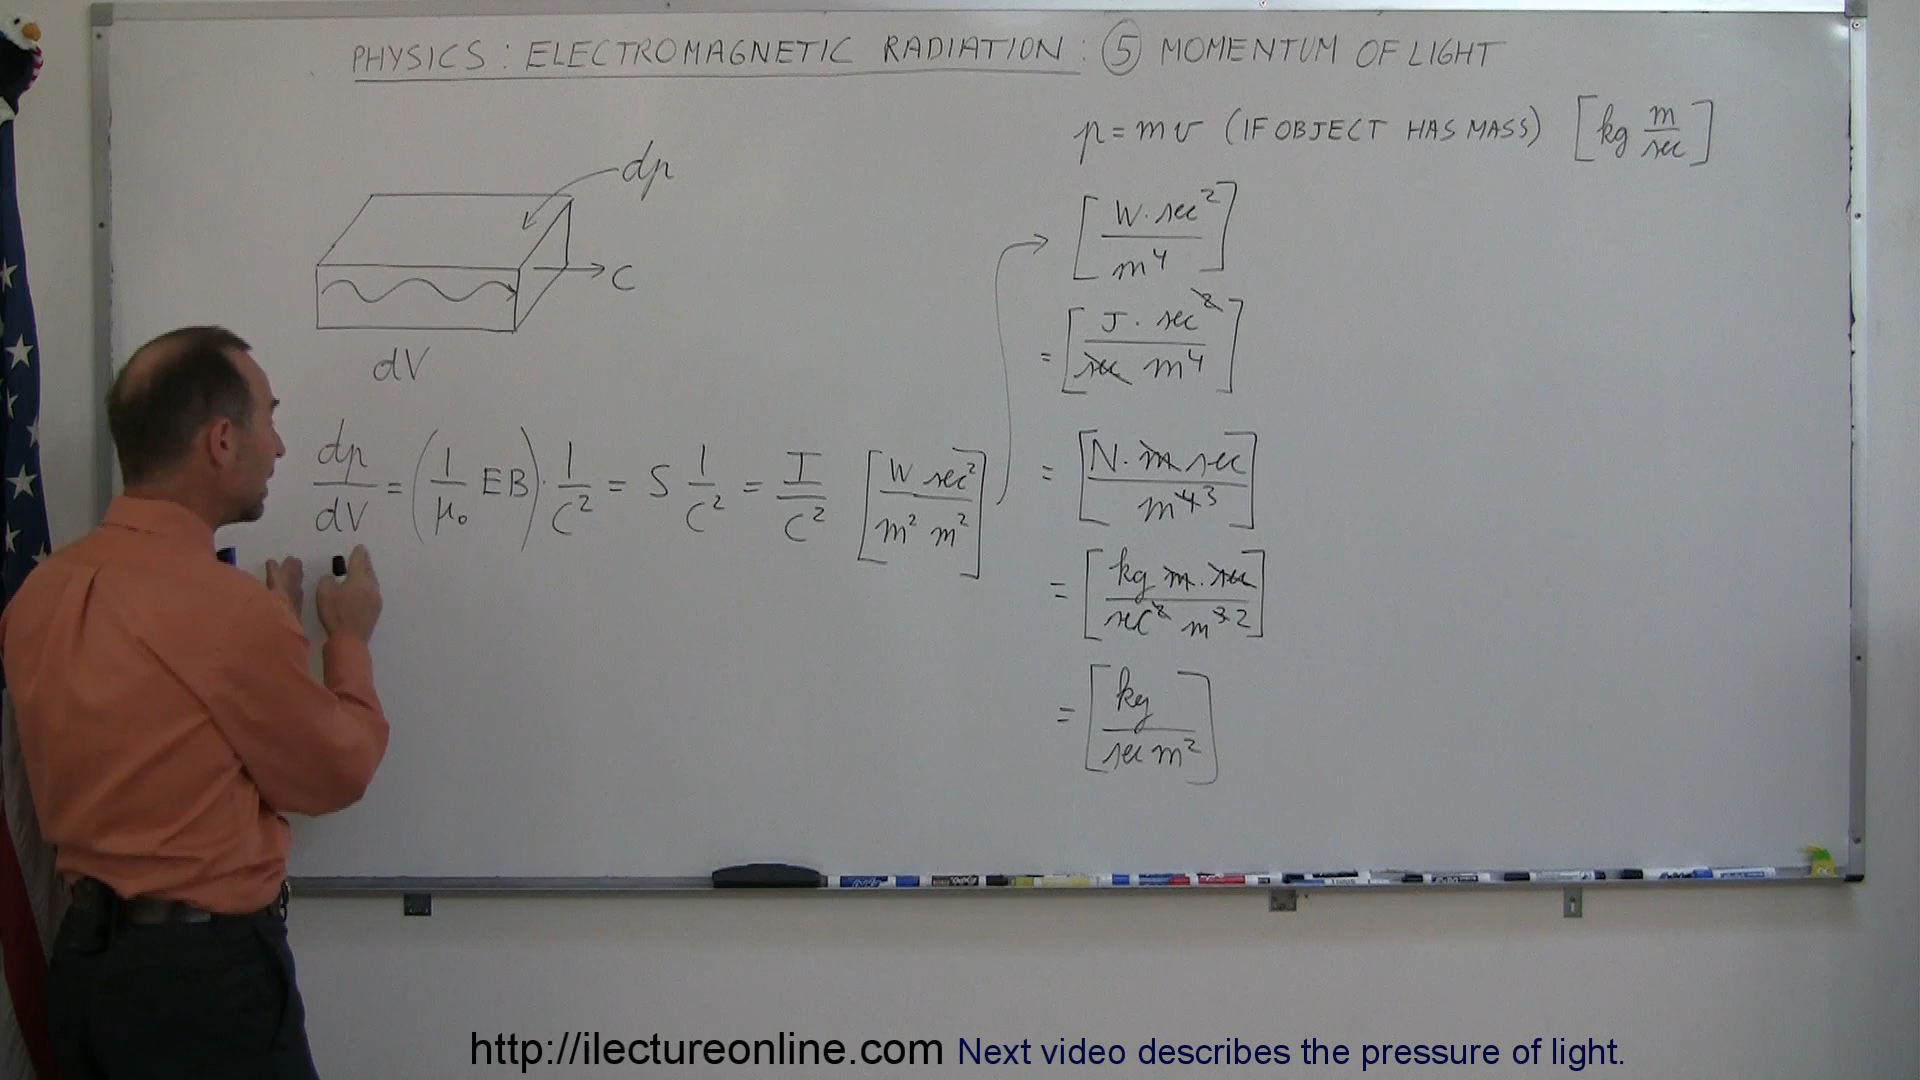 PHYSICS : ELECTROMAGNETIC RADIATION : ⑤ MOMENTUM OF LIGHT
p = mv (IF OBJECT HAS MASS) [kg m/sec]
dp
c
dV
dp/dV = (1/μ₀ EB) · 1/c² = S 1/c² = I/c² [W sec²/m² m²]
[W · sec²/m⁴]
= [J · sec²/sec m⁴]
= [N · m sec/m⁴ ³]
= [kg m · sec/sec² m³ 2]
= [kg/sec m²]
http://ilectureonline.com Next video describes the pressure of light.